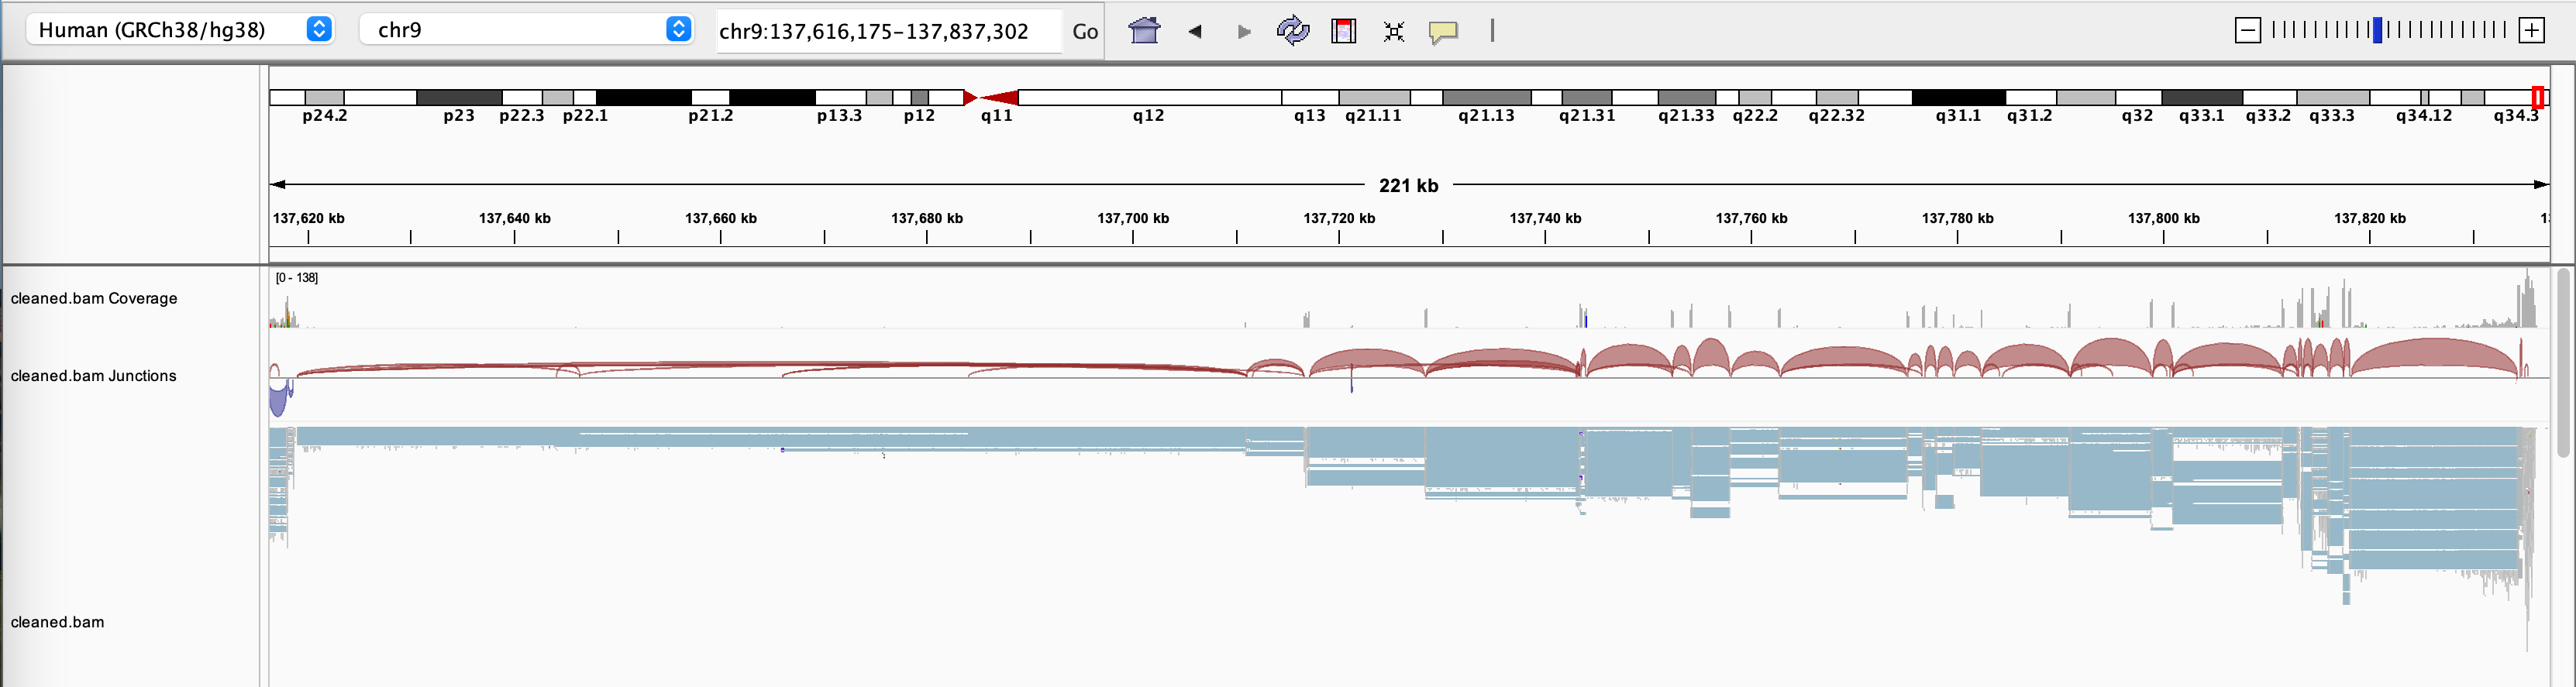 Human (GRCh38/hg38) chr9 chr9:137,616,175-137,837,302 Go
p24.2 p23 p22.3 p22.1 p21.2 p13.3 p12 q11 q12 q13 q21.11 q21.13 q21.31 q21.33 q22.2 q22.32 q31.1 q31.2 q32 q33.1 q33.2 q33.3 q34.12 q34.3
221 kb
137,620 kb 137,640 kb 137,660 kb 137,680 kb 137,700 kb 137,720 kb 137,740 kb 137,760 kb 137,780 kb 137,800 kb 137,820 kb
[0 - 138]
cleaned.bam Coverage
cleaned.bam Junctions
cleaned.bam